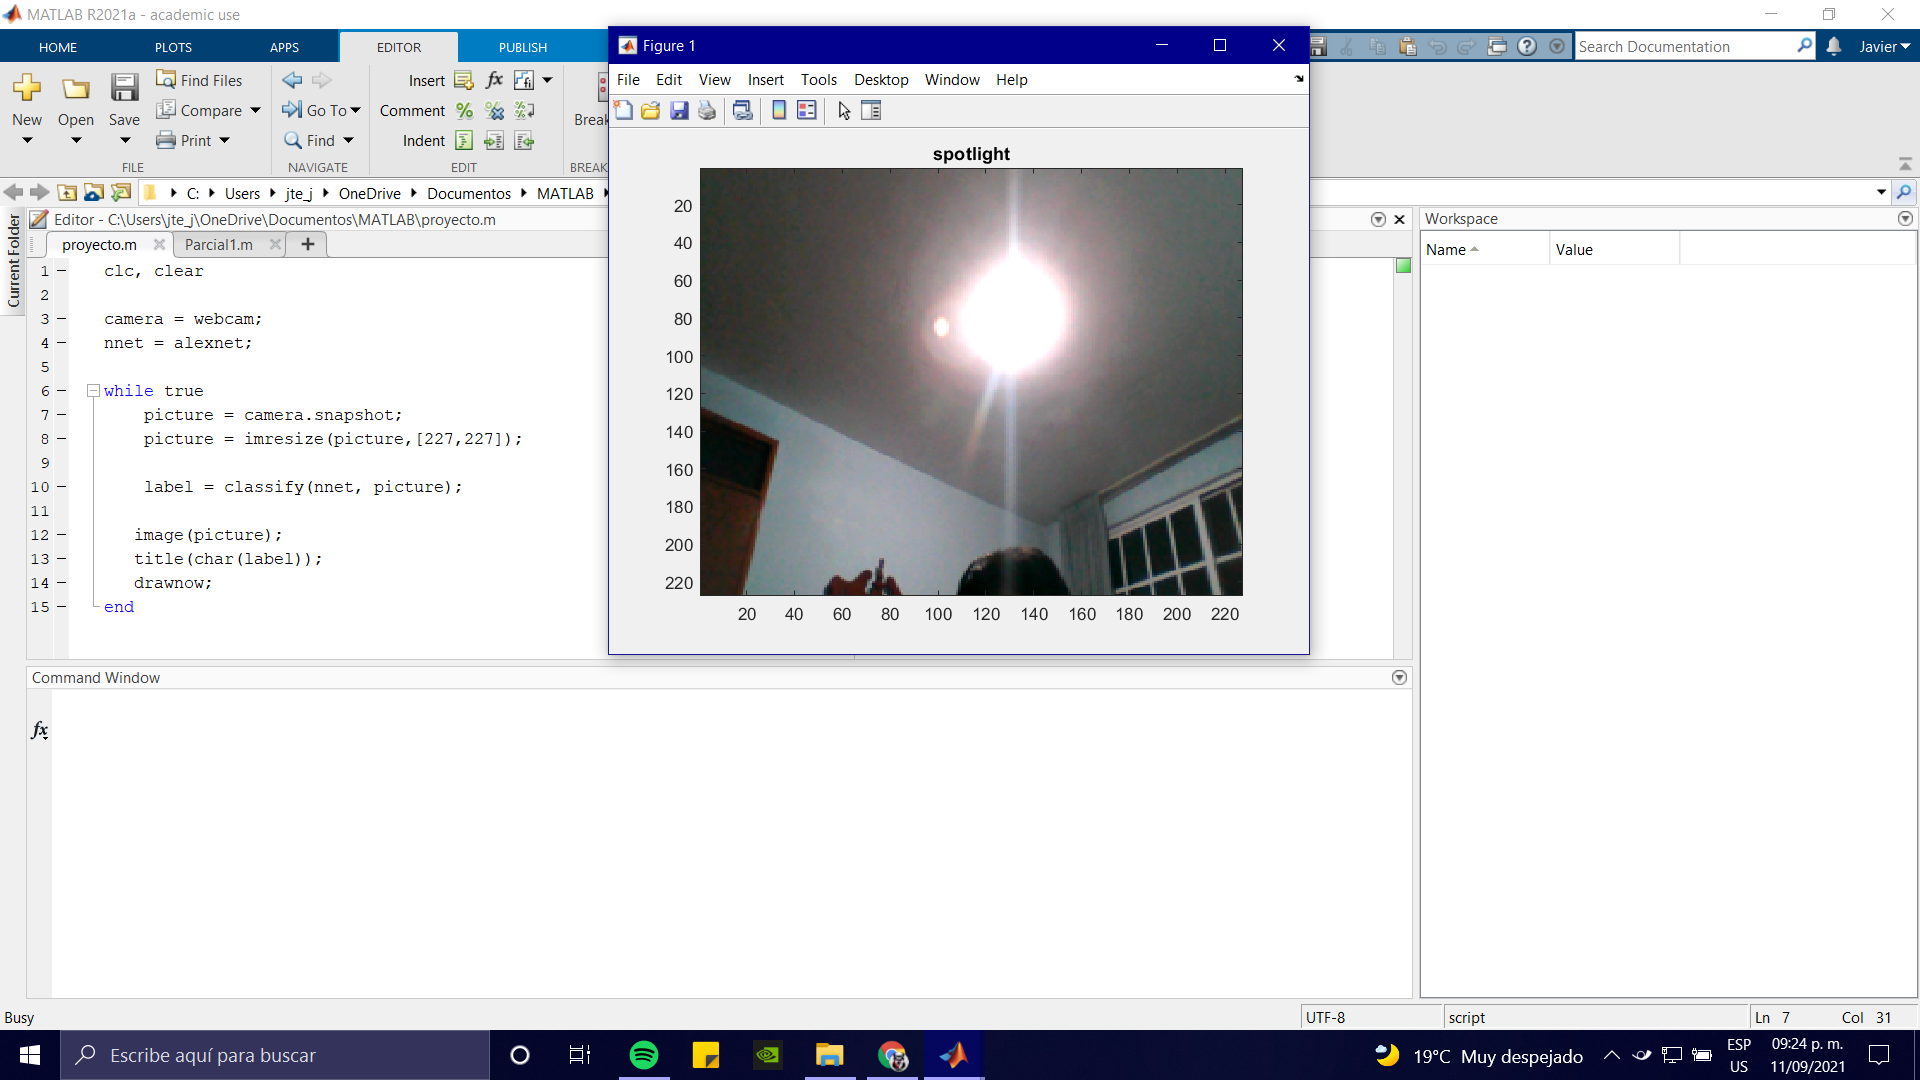 MATLAB R2021a - academic use
HOME PLOTS APPS EDITOR PUBLISH
Search Documentation
Javier
New
Open
Save
Find Files
Compare
Print
FILE
Go To
Find
NAVIGATE
Insert
fx
fi
Comment
%
Indent
EDIT
Break
BREAK
C: Users jte_j OneDrive Documentos MATLAB
Current Folder
Editor - C:\Users\jte_j\OneDrive\Documentos\MATLAB\proyecto.m
proyecto.m Parcial1.m +
1 clc, clear
2
3 camera = webcam;
4 nnet = alexnet;
5
6 while true
7 picture = camera.snapshot;
8 picture = imresize(picture,[227,227]);
9
10 label = classify(nnet, picture);
11
12 image(picture);
13 title(char(label));
14 drawnow;
15 end
Figure 1
File Edit View Insert Tools Desktop Window Help
spotlight
20
40
60
80
100
120
140
160
180
200
220
20 40 60 80 100 120 140 160 180 200 220
Workspace
Name Value
Command Window
fx
Busy
UTF-8 script Ln 7 Col 31
Escribe aquí para buscar
19°C Muy despejado
ESP
US
09:24 p. m.
11/09/2021